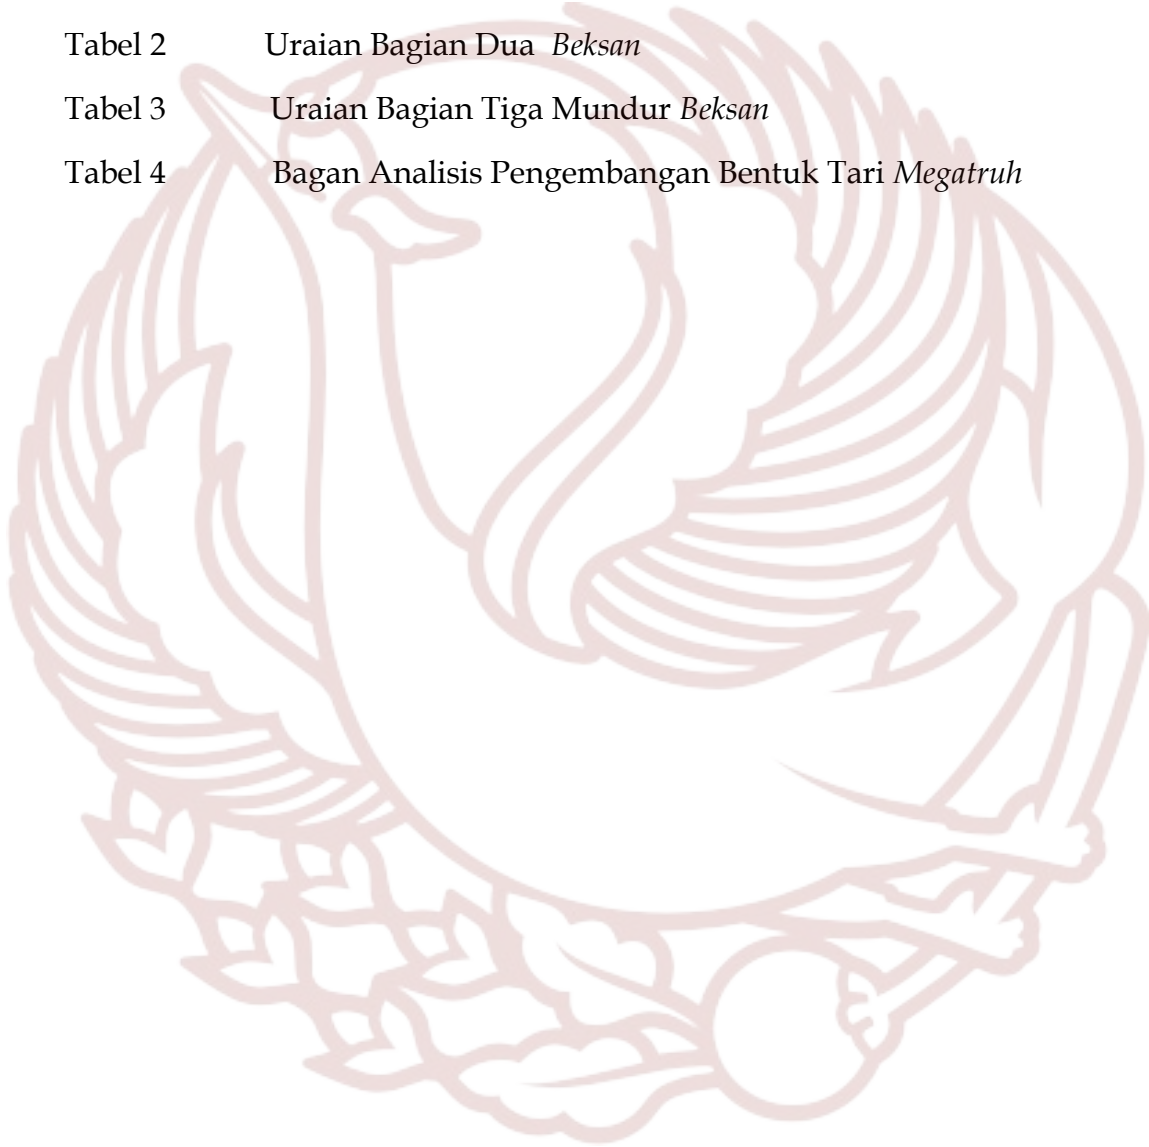 Tabel 2 Uraian Bagian Dua Beksan
Tabel 3 Uraian Bagian Tiga Mundur Beksan
Tabel 4 Bagan Analisis Pengembangan Bentuk Tari Megatruh